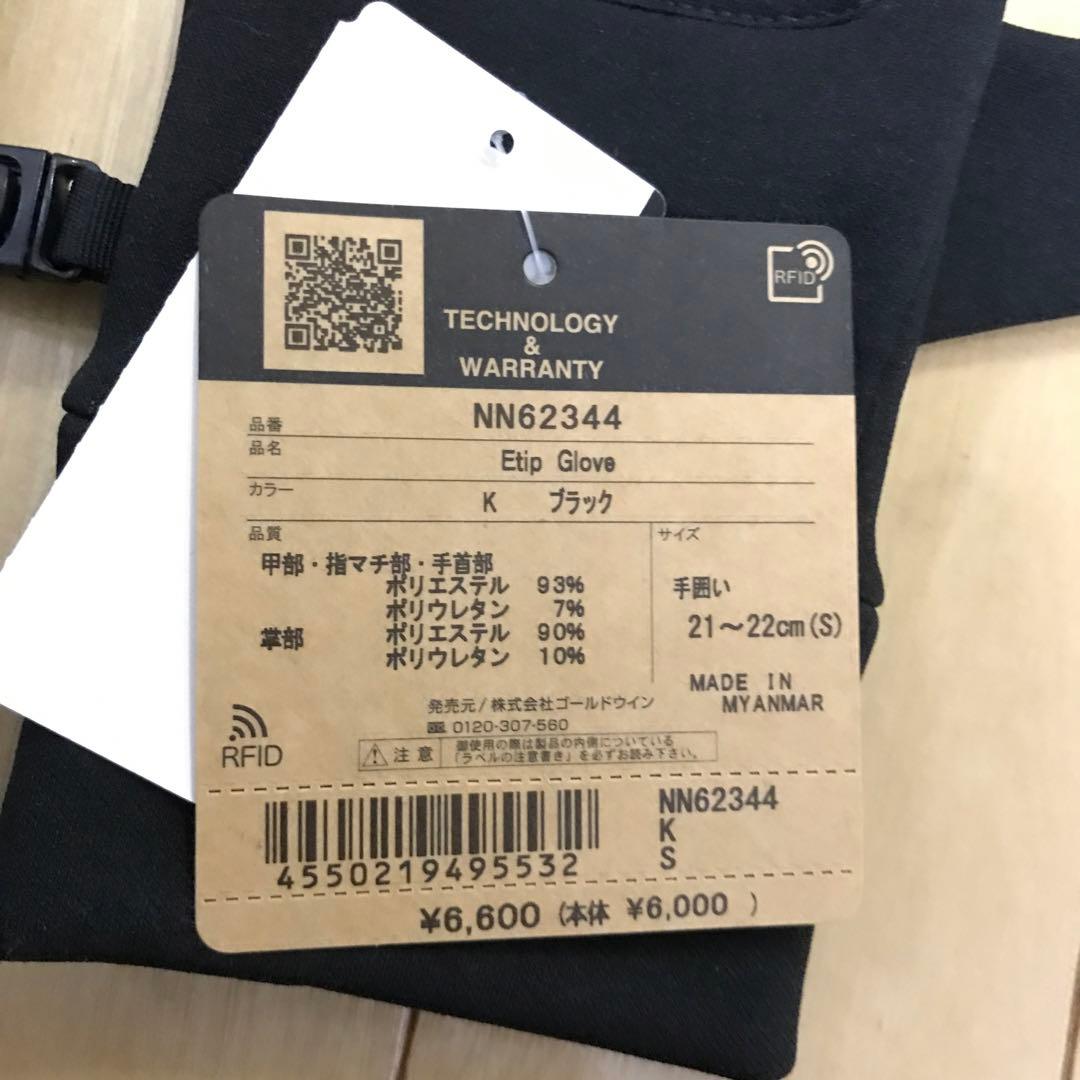 RFID
TECHNOLOGY
&
WARRANTY
品番 NN62344
品名 Etip Glove
カラー K ブラック
品質
甲部・指マチ部・手首部
ポリエステル 93%
ポリウレタン 7%
掌部 ポリエステル 90%
ポリウレタン 10%
サイズ
手囲い
21〜22cm(S)
MADE IN
MYANMAR
発売元/株式会社ゴールドウイン
0120-307-560
RFID
注意
御使用の際は製品の内側についている
「ラベルの注意書き」を必ずお読み下さい。
4550219495532
NN62344
K
S
¥6,600 (本体 ¥6,000 )